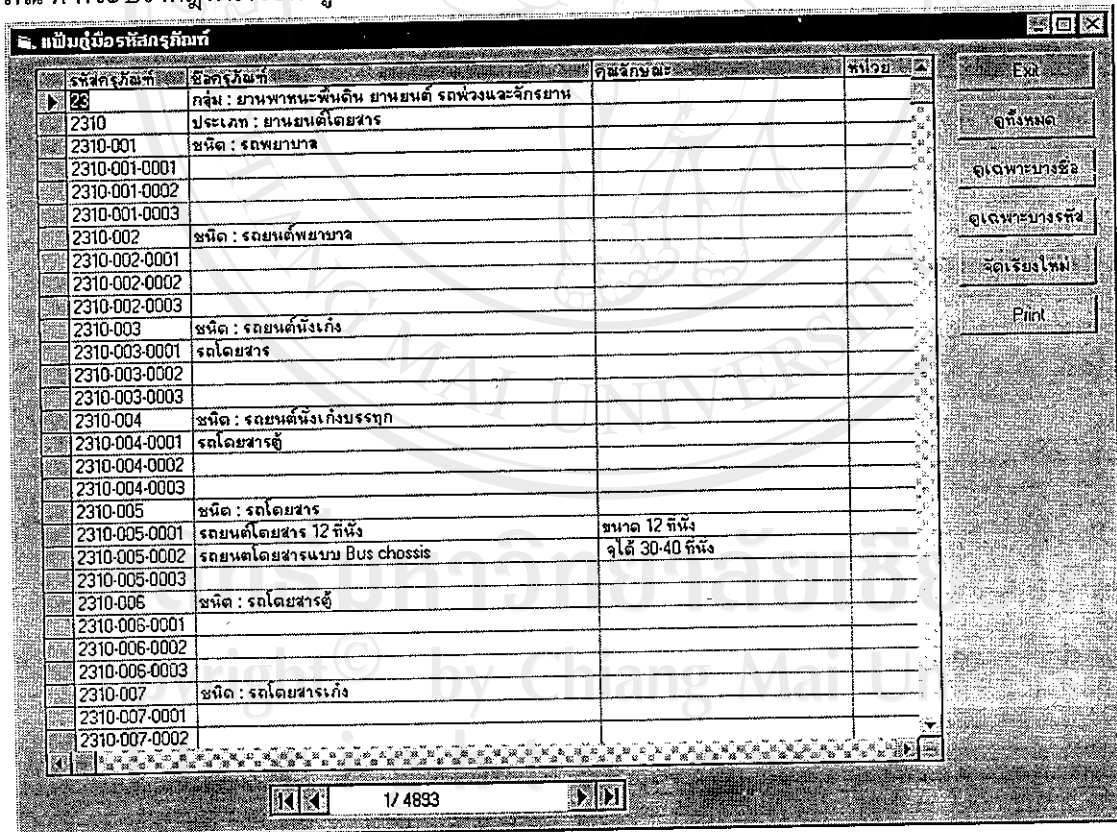 แฟ้มคู่มือรหัสครุภัณฑ์
รหัสครุภัณฑ์ ชื่อครุภัณฑ์ คุณลักษณะ หน่วย
23 กลุ่ม : ยานพาหนะพื้นดิน ยานยนต์ รถพ่วงและจักรยาน
2310 ประเภท : ยานยนต์โดยสาร
2310-001 ชนิด : รถพยาบาล
2310-001-0001
2310-001-0002
2310-001-0003
2310-002 ชนิด : รถยนต์พยาบาล
2310-002-0001
2310-002-0002
2310-002-0003
2310-003 ชนิด : รถยนต์นั่งเก๋ง
2310-003-0001 รถโดยสาร
2310-003-0002
2310-003-0003
2310-004 ชนิด : รถยนต์นั่งเก๋งบรรทุก
2310-004-0001 รถโดยสารตู้
2310-004-0002
2310-004-0003
2310-005 ชนิด : รถโดยสาร
2310-005-0001 รถยนต์โดยสาร 12 ที่นั่ง ขนาด 12 ที่นั่ง
2310-005-0002 รถยนตโดยสารแบบ Bus chossis จุได้ 30-40 ที่นั่ง
2310-005-0003
2310-006 ชนิด : รถโดยสารตู้
2310-006-0001
2310-006-0002
2310-006-0003
2310-007 ชนิด : รถโดยสารเก๋ง
2310-007-0001
2310-007-0002
1/ 4893
Exit
ดูทั้งหมด
ดูเฉพาะบางชื่อ
ดูเฉพาะบางรหัส
จัดเรียงใหม่
Print
CHIANG MAI UNIVERSITY
by Chiang Mai Un